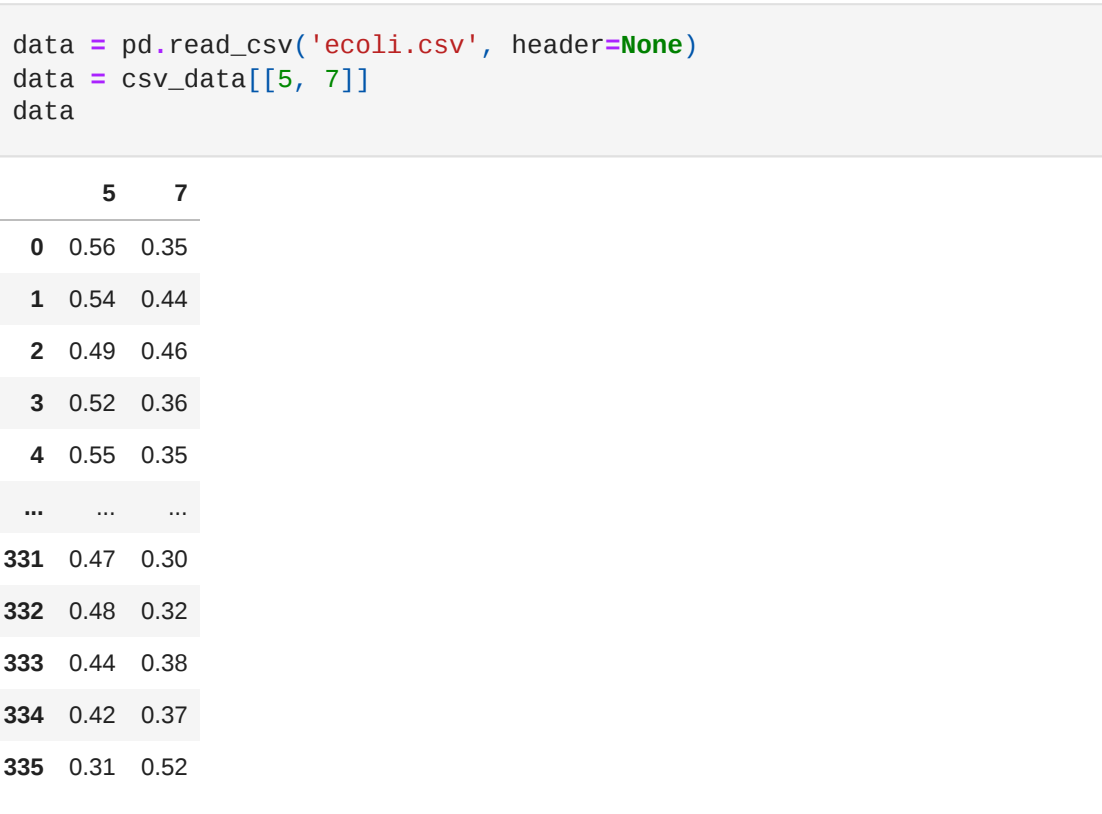 data = pd.read_csv('ecoli.csv', header=None)
data = csv_data[[5, 7]]
data
5 7
0 0.56 0.35
1 0.54 0.44
2 0.49 0.46
3 0.52 0.36
4 0.55 0.35
... ... ...
331 0.47 0.30
332 0.48 0.32
333 0.44 0.38
334 0.42 0.37
335 0.31 0.52